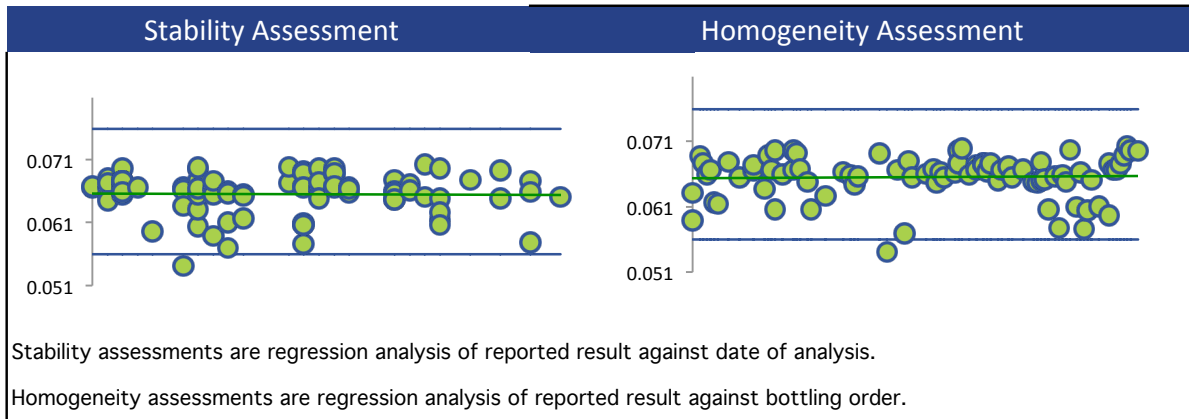 Stability Assessment
Homogeneity Assessment
0.071
0.061
0.051
0.071
0.061
0.051
Stability assessments are regression analysis of reported result against date of analysis.
Homogeneity assessments are regression analysis of reported result against bottling order.